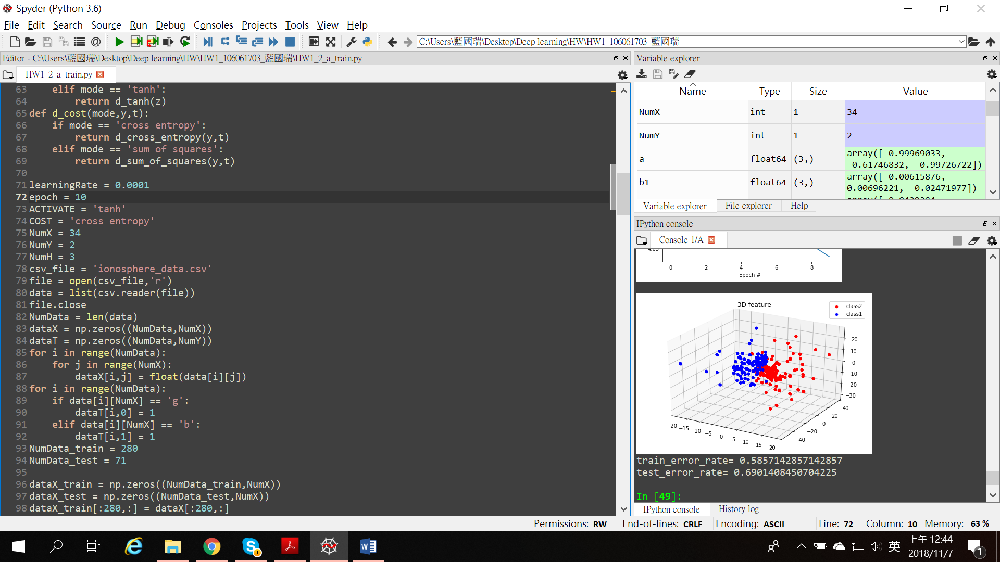 Spyder (Python 3.6)
File Edit Search Source Run Debug Consoles Projects Tools View Help
C:\Users\藍國瑞\Desktop\Deep learning\HW\HW1_106061703_藍國瑞
Editor - C:\Users\藍國瑞\Desktop\Deep learning\HW\HW1_106061703_藍國瑞\HW1_2_a_train.py
HW1_2_a_train.py
63     elif mode == 'tanh':
64         return d_tanh(z)
65 def d_cost(mode,y,t):
66     if mode == 'cross entropy':
67         return d_cross_entropy(y,t)
68     elif mode == 'sum of squares':
69         return d_sum_of_squares(y,t)
70
71 learningRate = 0.0001
72 epoch = 10
73 ACTIVATE = 'tanh'
74 COST = 'cross entropy'
75 NumX = 34
76 NumY = 2
77 NumH = 3
78 csv_file = 'ionosphere_data.csv'
79 file = open(csv_file,'r')
80 data = list(csv.reader(file))
81 file.close
82 NumData = len(data)
83 dataX = np.zeros((NumData,NumX))
84 dataT = np.zeros((NumData,NumY))
85 for i in range(NumData):
86     for j in range(NumX):
87         dataX[i,j] = float(data[i][j])
88 for i in range(NumData):
89     if data[i][NumX] == 'g':
90         dataT[i,0] = 1
91     elif data[i][NumX] == 'b':
92         dataT[i,1] = 1
93 NumData_train = 280
94 NumData_test = 71
95
96 dataX_train = np.zeros((NumData_train,NumX))
97 dataX_test = np.zeros((NumData_test,NumX))
98 dataX_train[:280,:] = dataX[:280,:]
Variable explorer
Name Type Size Value
NumX int 1 34
NumY int 1 2
a float64 (3,) array([ 0.99969033,
-0.61746832, -0.99726722])
b1 float64 (3,) array([-0.00615876,
0.00696221, 0.02471977])
Variable explorer File explorer Help
IPython console
Console 1/A
4.05
0 2 4 6 8
Epoch #
3D feature
class2
class1
20
10
0
−10
−20
−30
−20 −15 −10 −5 0 5 10 15 20
−40 −20 0 20 40
train_error_rate= 0.5857142857142857
test_error_rate= 0.6901408450704225
In [49]:
IPython console History log
Permissions: RW End-of-lines: CRLF Encoding: ASCII Line: 72 Column: 10 Memory: 63 %
4
英
上午 12:44
2018/11/7
1